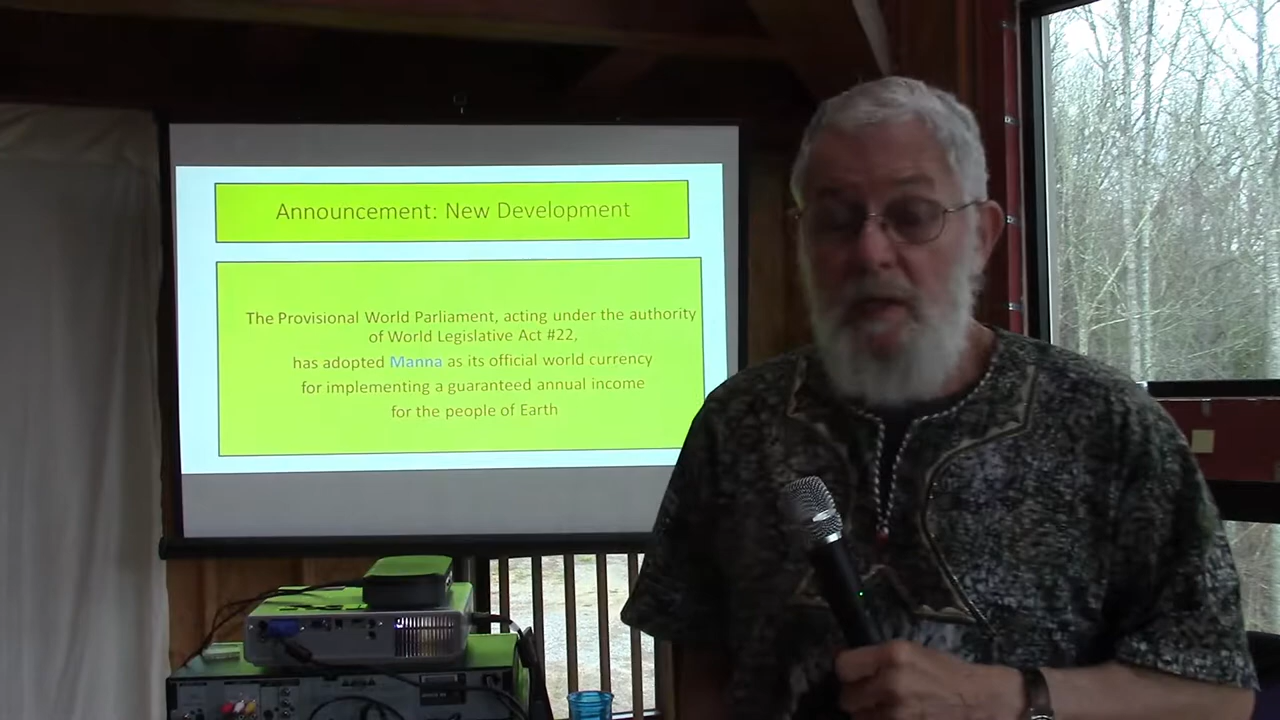 Announcement: New Development
The Provisional World Parliament, acting under the authority
of World Legislative Act #22,
has adopted Manna as its official world currency
for implementing a guaranteed annual income
for the people of Earth